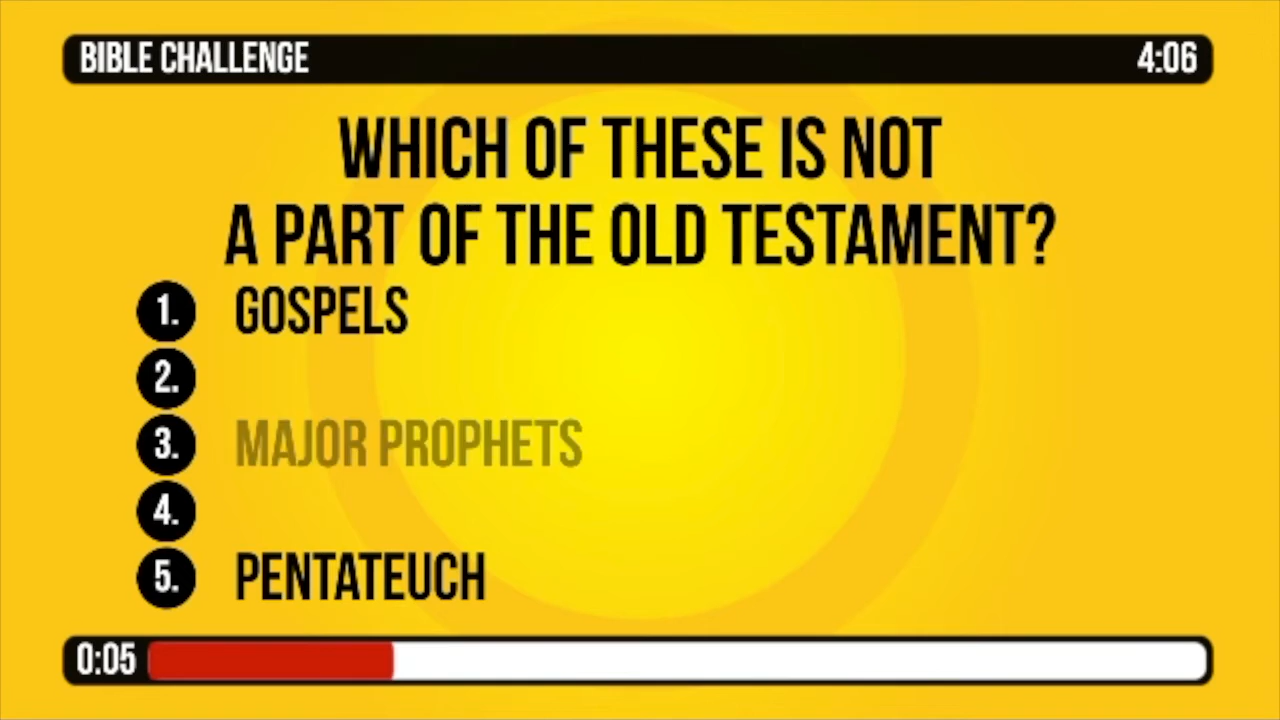 BIBLE CHALLENGE 4:06
WHICH OF THESE IS NOT
A PART OF THE OLD TESTAMENT?
1. GOSPELS
2.
3. MAJOR PROPHETS
4.
5. PENTATEUCH
0:05